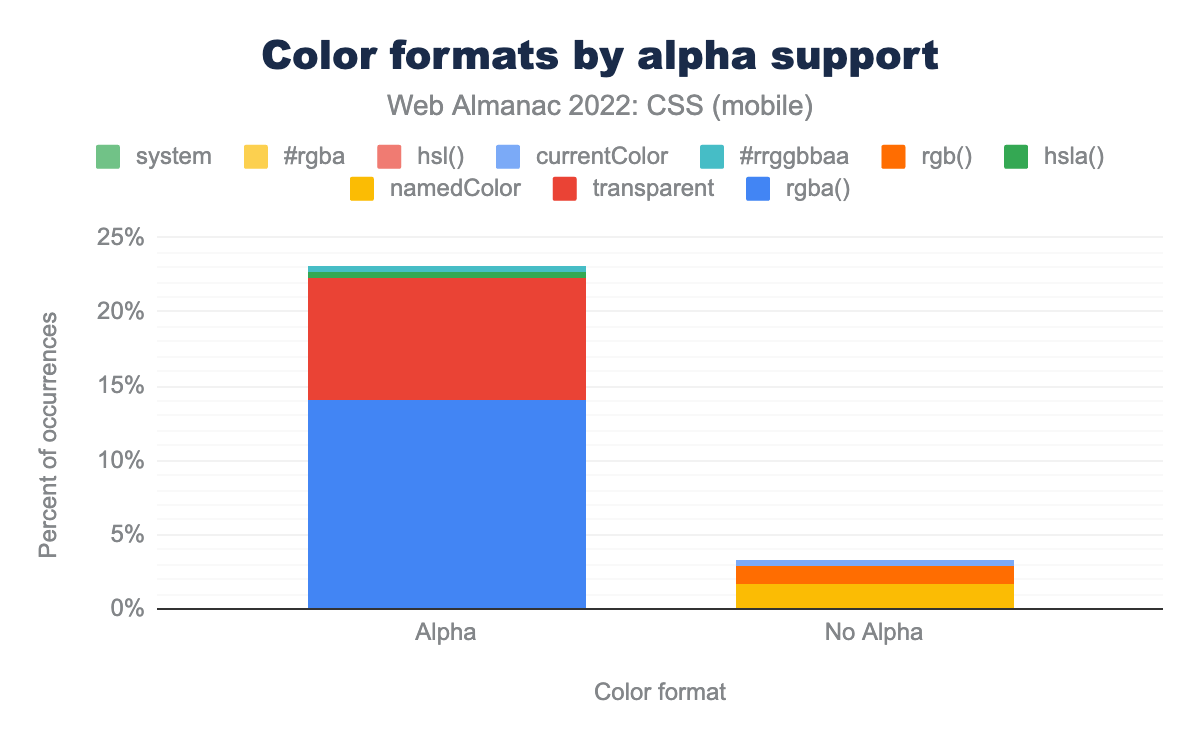 Color formats by alpha support
Web Almanac 2022: CSS (mobile)
system #rgba hsl() currentColor #rrggbbaa rgb() hsla()
namedColor transparent rgba()
25%
20%
15%
10%
5%
0%
Percent of occurrences
Alpha No Alpha
Color format